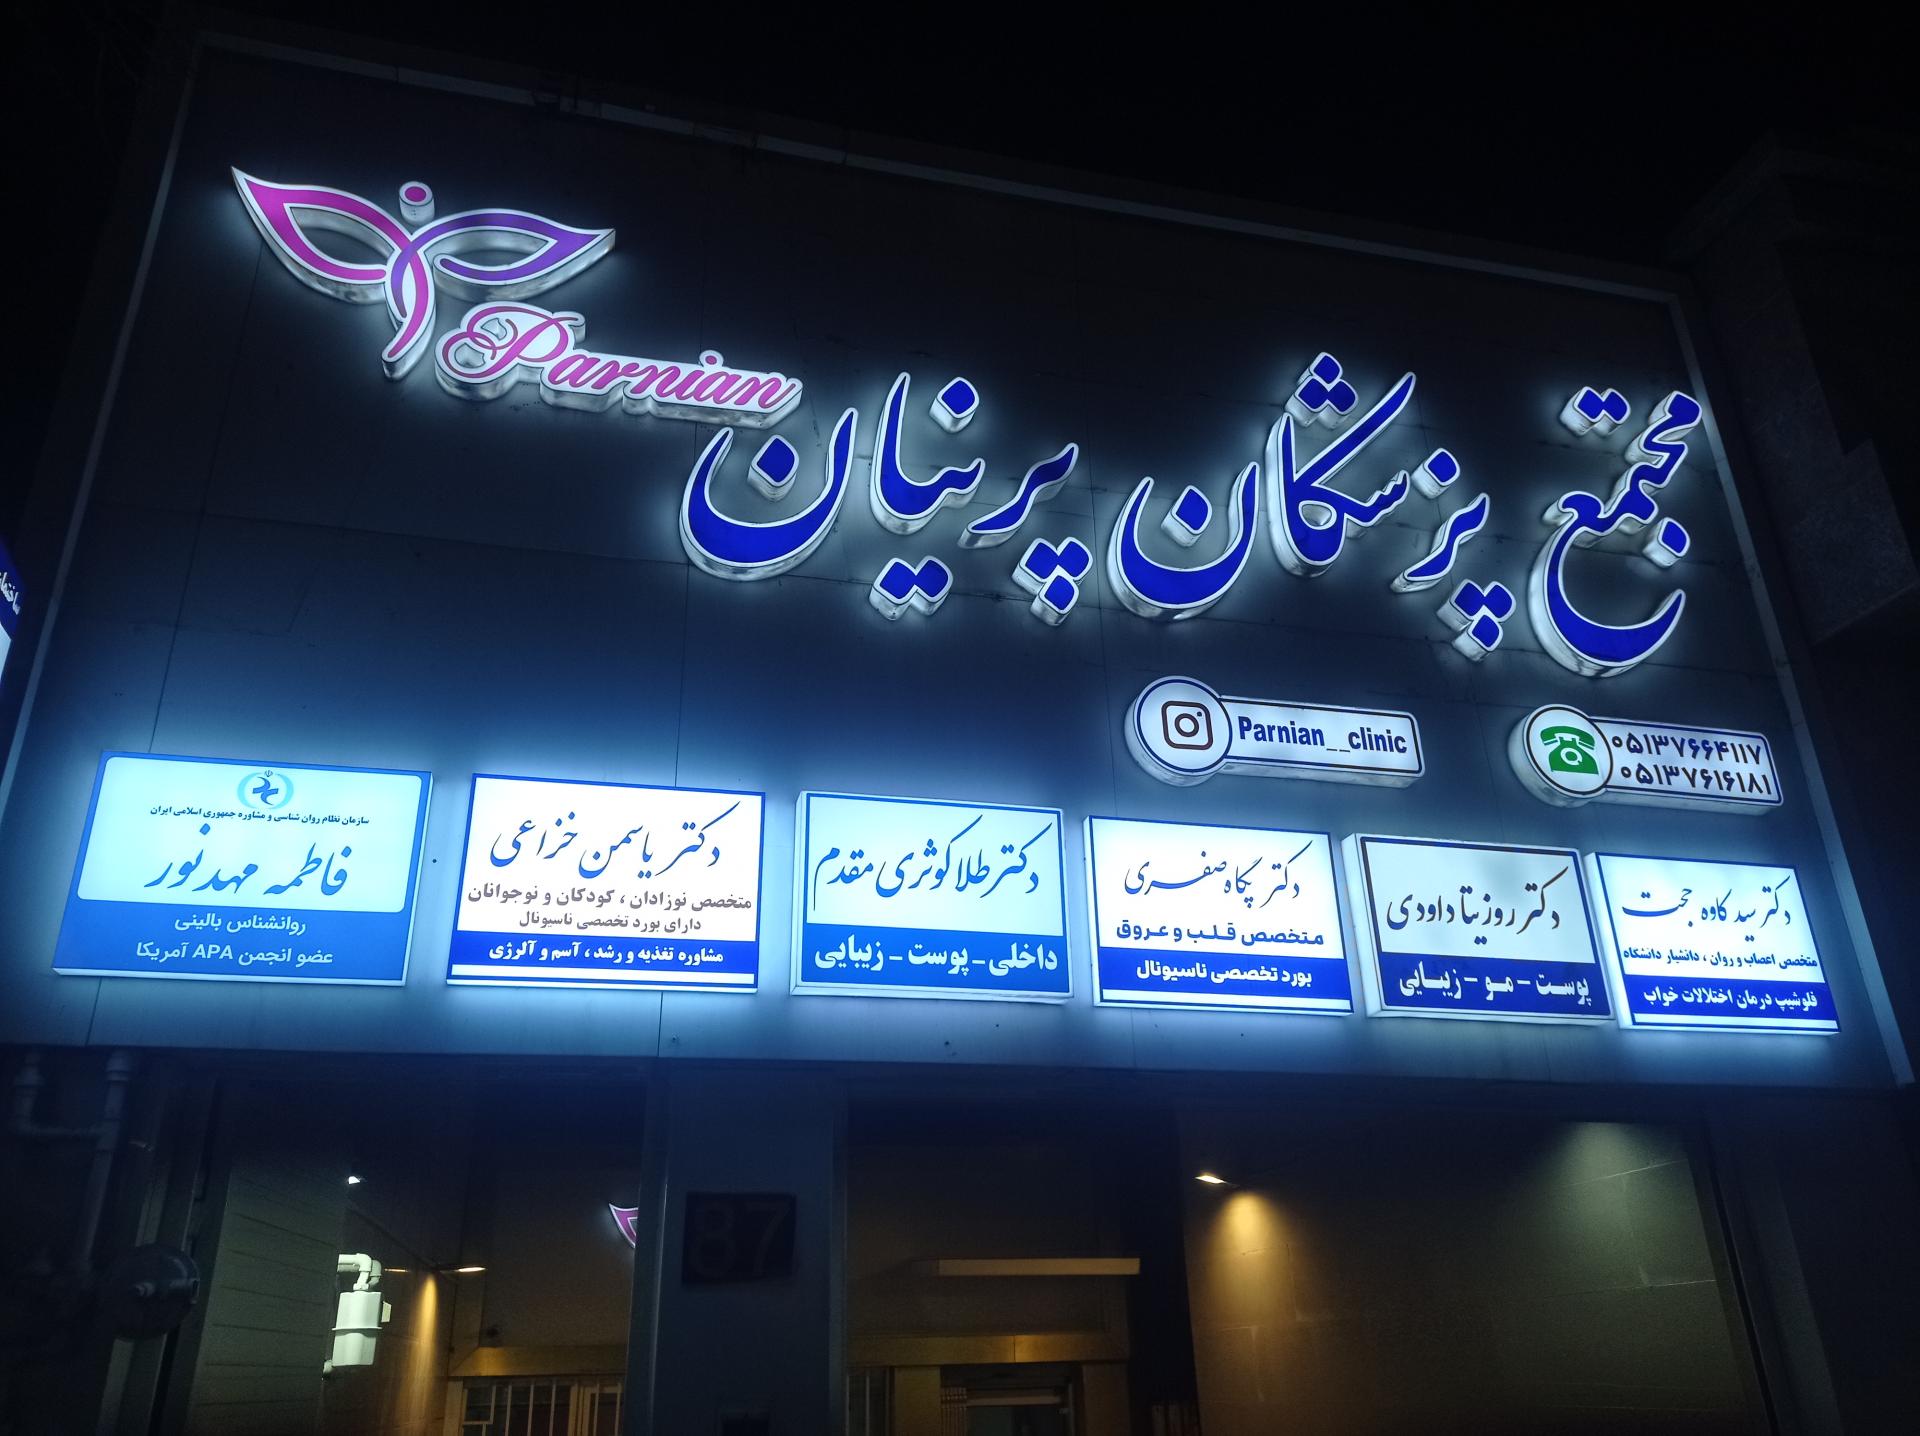 Parnian
مجتمع پزشکان پرنیان
Parnian__clinic
۰۵۱۳۷۶۶۴۱۱۷
۰۵۱۳۷۶۱۶۱۸۱
دکتر سید کاوه حجت
متخصص اعصاب و روان ، دانشیار دانشگاه
فلوشیپ درمان اختلالات خواب
دکتر روزیتا داودی
پوست - مو - زیبایی
دکتر پگاه صفری
متخصص قلب و عروق
بورد تخصصی ناسیونال
دکتر طلا کوثری مقدم
داخلی - پوست - زیبایی
دکتر یاسمن خزاعی
متخصص نوزادان ، کودکان و نوجوانان
دارای بورد تخصصی ناسیونال
مشاوره تغذیه و رشد ، آسم و آلرژی
سازمان نظام روان شناسی و مشاوره جمهوری اسلامی ایران
فاطمه مهدنور
روانشناس بالینی
عضو انجمن APA آمریکا
87